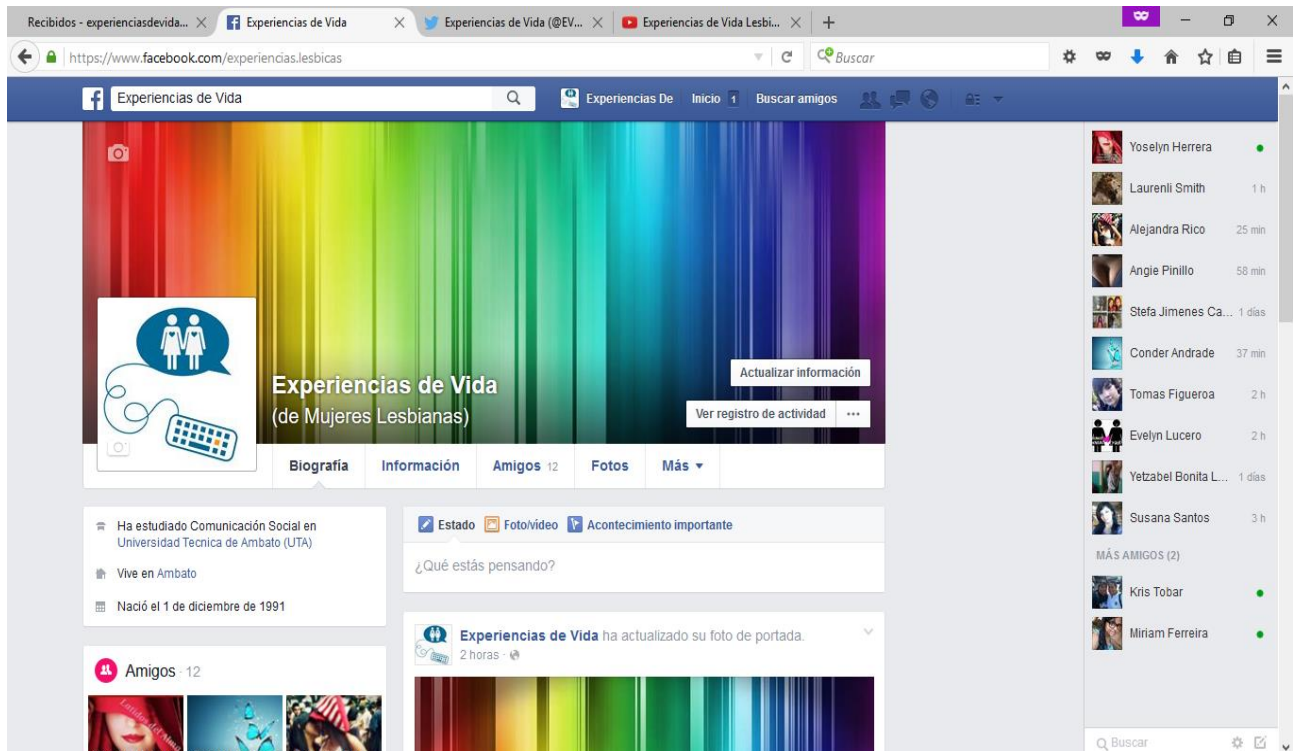 Recibidos - experienciasdevida...
Experiencias de Vida
Experiencias de Vida (@EV...
Experiencias de Vida Lesbi...
https://www.facebook.com/experiencias.lesbicas
Buscar
Experiencias de Vida
Experiencias De
Inicio 1
Buscar amigos
Experiencias de Vida
(de Mujeres Lesbianas)
Actualizar información
Ver registro de actividad
Biografía
Información
Amigos 12
Fotos
Más
Ha estudiado Comunicación Social en
Universidad Tecnica de Ambato (UTA)
Vive en Ambato
Nació el 1 de diciembre de 1991
Amigos · 12
Estado
Foto/vídeo
Acontecimiento importante
¿Qué estás pensando?
Experiencias de Vida ha actualizado su foto de portada.
2 horas ·
Yoselyn Herrera
Laurenli Smith 1 h
Alejandra Rico 25 min
Angie Pinillo 58 min
Stefa Jimenes Ca... 1 días
Conder Andrade 37 min
Tomas Figueroa 2 h
Evelyn Lucero 2 h
Yetzabel Bonita L... 1 días
Susana Santos 3 h
MÁS AMIGOS (2)
Kris Tobar
Miriam Ferreira
Buscar